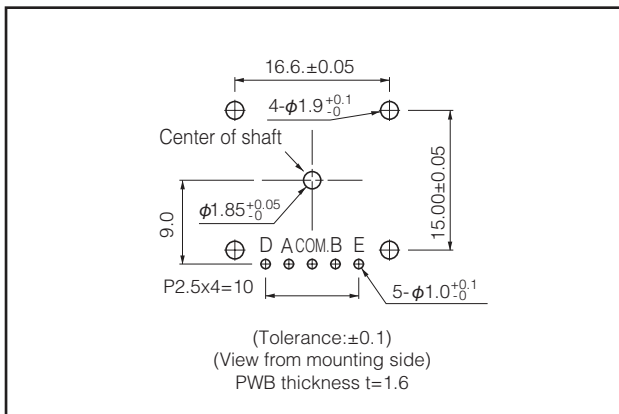 16.6.±0.05
4-ϕ1.9 +0.1 -0
Center of shaft
15.00±0.05
9.0
ϕ1.85 +0.05 -0
D A COM. B E
P2.5x4=10
5-ϕ1.0 +0.1 -0
(Tolerance:±0.1)
(View from mounting side)
PWB thickness t=1.6